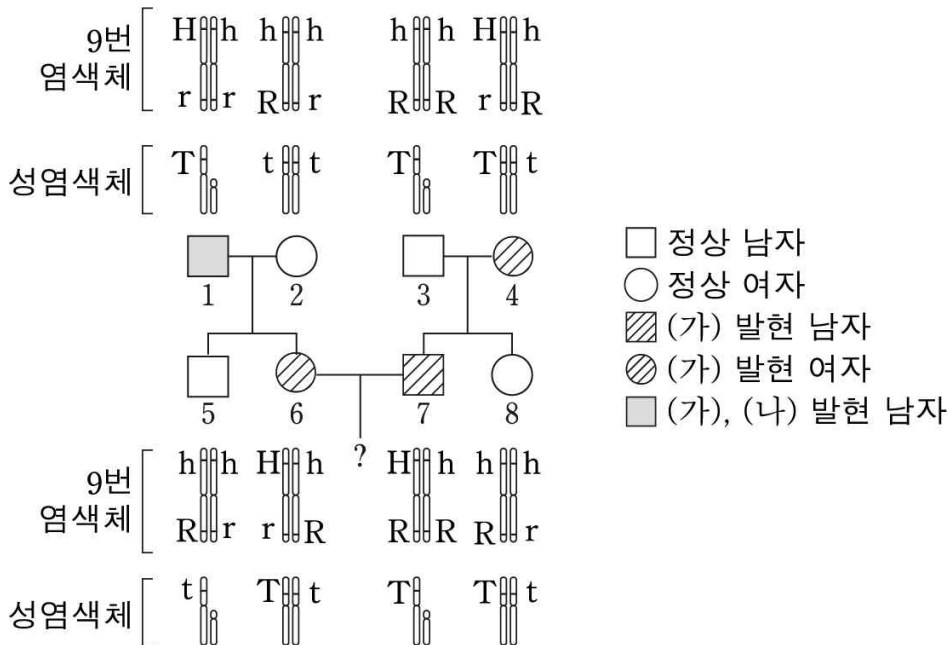 9번
염색체
H h h h h h H h
r r R r R R r R
성염색체
T t t T T t
1 2 3 4
5 6 7 8
?
정상 남자
정상 여자
(가) 발현 남자
(가) 발현 여자
(가), (나) 발현 남자
9번
염색체
h h H h H h h h
R r r R R R R r
성염색체
t T t T T t